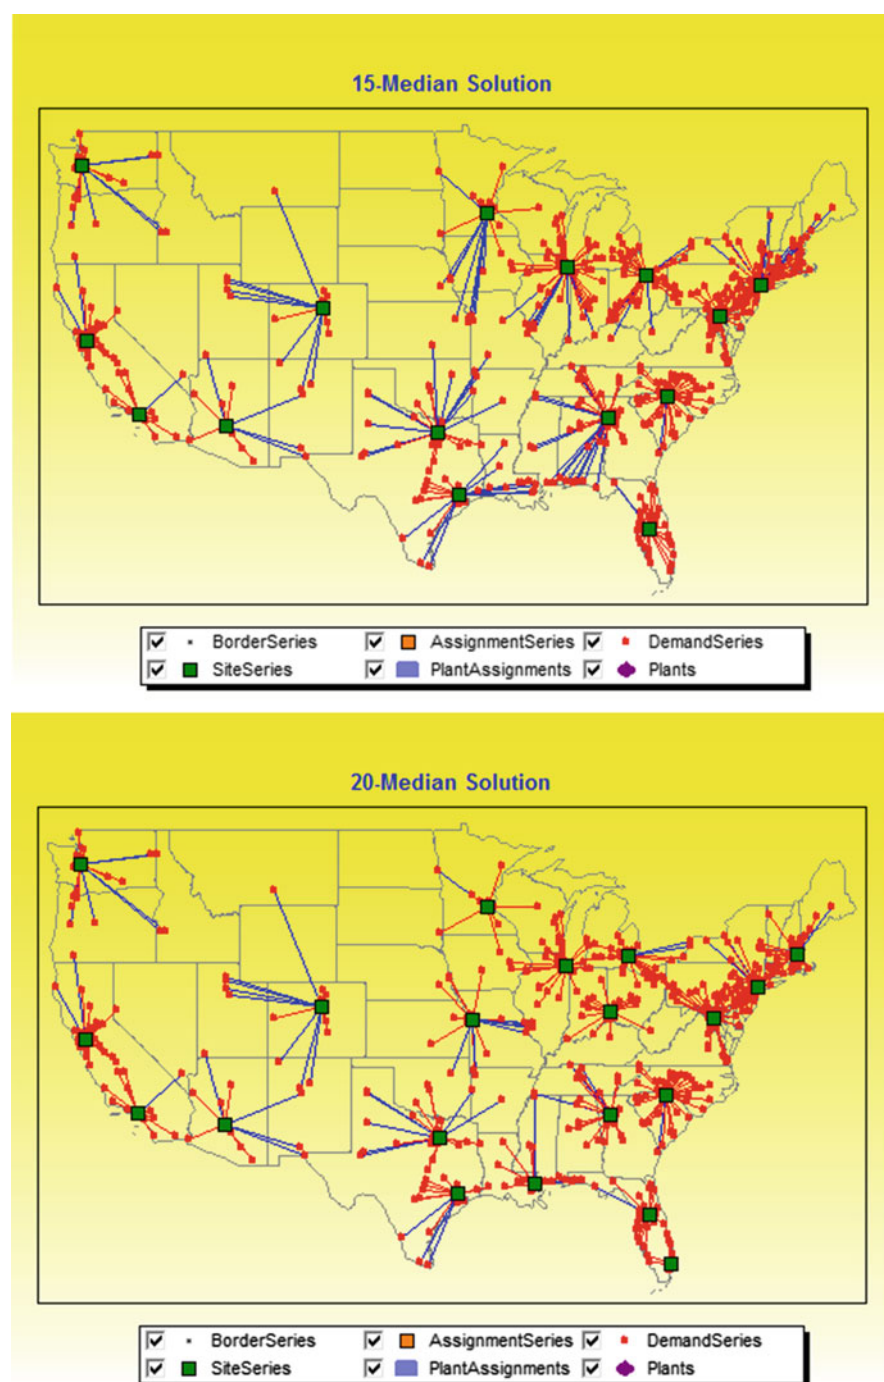 15-Median Solution
BorderSeries AssignmentSeries DemandSeries
SiteSeries PlantAssignments Plants
20-Median Solution
BorderSeries AssignmentSeries DemandSeries
SiteSeries PlantAssignments Plants